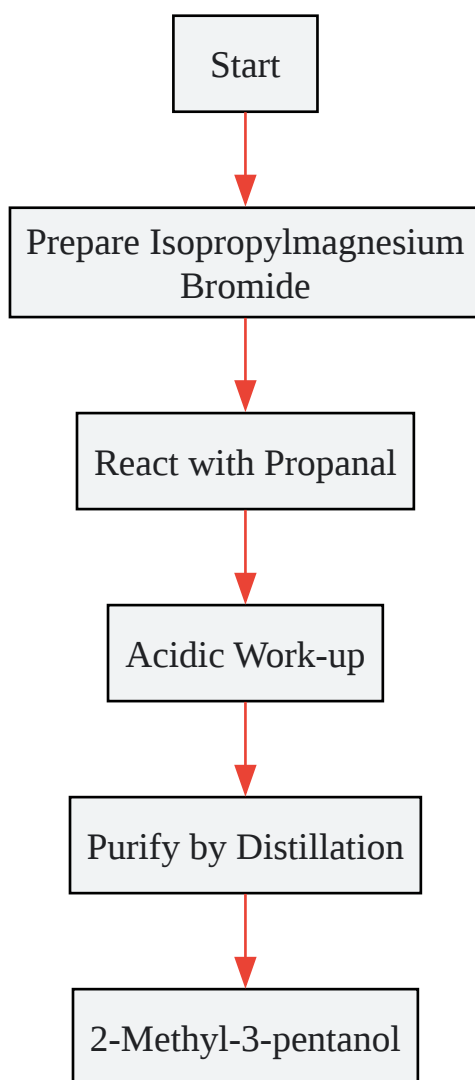 Start
Prepare Isopropylmagnesium
Bromide
React with Propanal
Acidic Work-up
Purify by Distillation
2-Methyl-3-pentanol